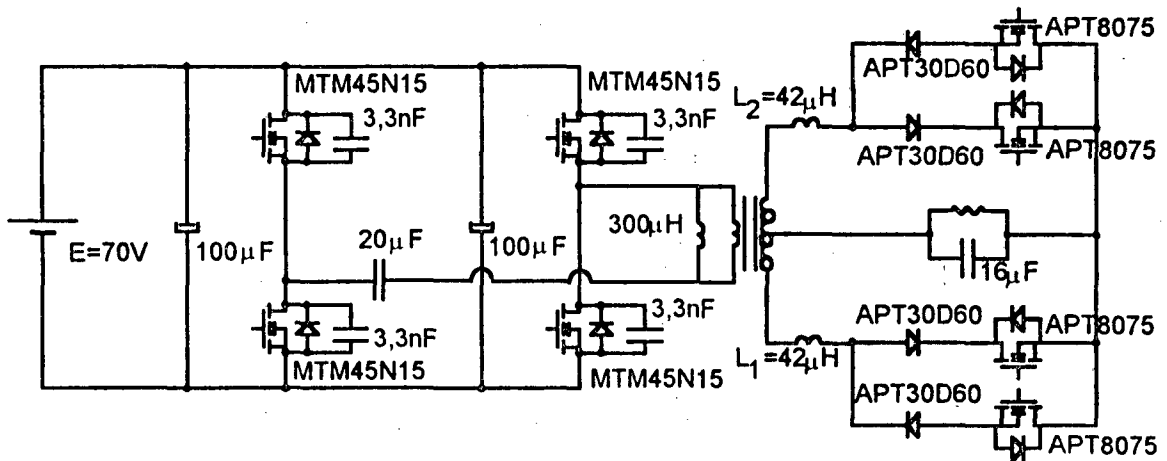 APT8075
MTM45N15
MTM45N15
APT30D60
3,3nF
3,3nF
L2=42μH
APT30D60
APT8075
300μH
E=70V
100μF
20μF
100μF
16μF
3,3nF
3,3nF
APT30D60
APT8075
L1=42μH
MTM45N15
MTM45N15
APT30D60
APT8075